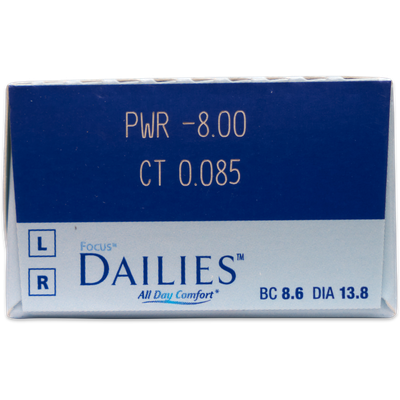 PWR -8.00
CT 0.085
L
R
Focus®
DAILIES™
All Day Comfort®
BC 8.6 DIA 13.8